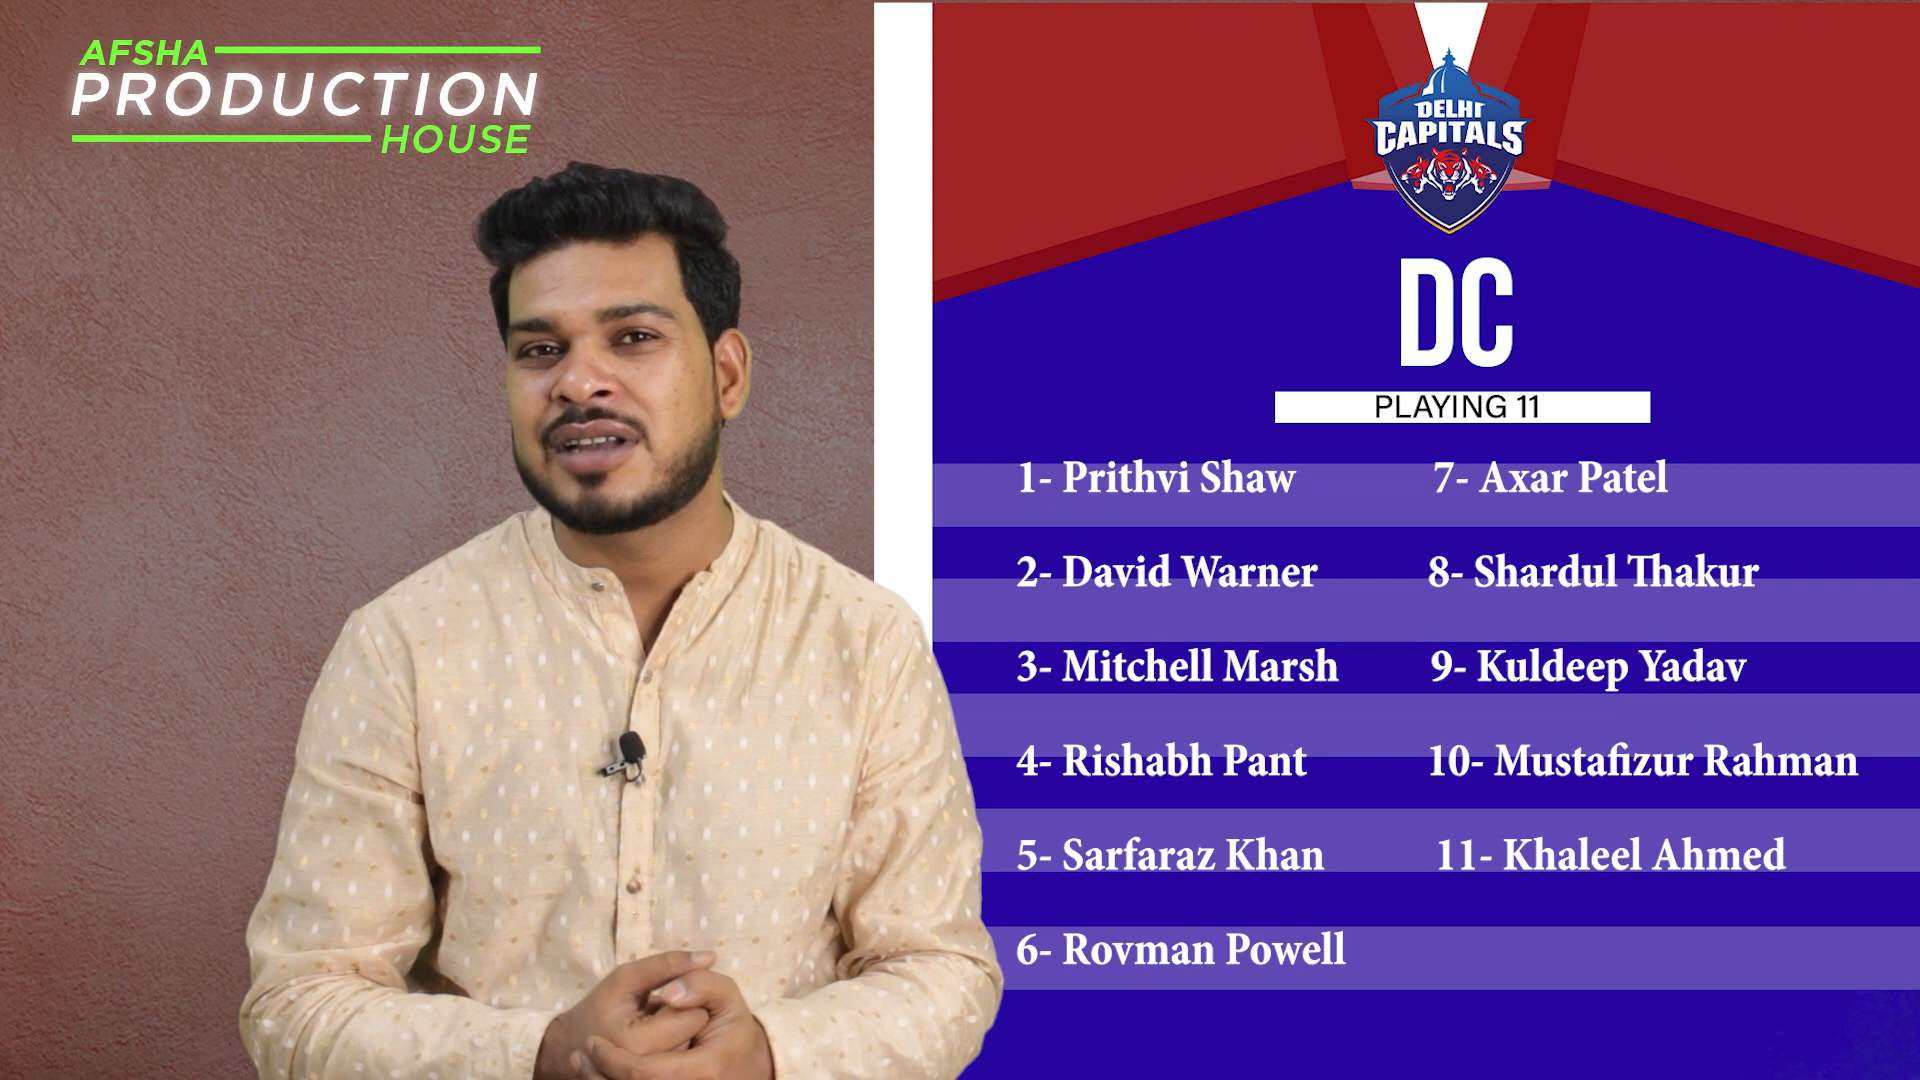 AFSHA
PRODUCTION
HOUSE
DELHI
CAPITALS
DC
PLAYING 11
1- Prithvi Shaw
2- David Warner
3- Mitchell Marsh
4- Rishabh Pant
5- Sarfaraz Khan
6- Rovman Powell
7- Axar Patel
8- Shardul Thakur
9- Kuldeep Yadav
10- Mustafizur Rahman
11- Khaleel Ahmed